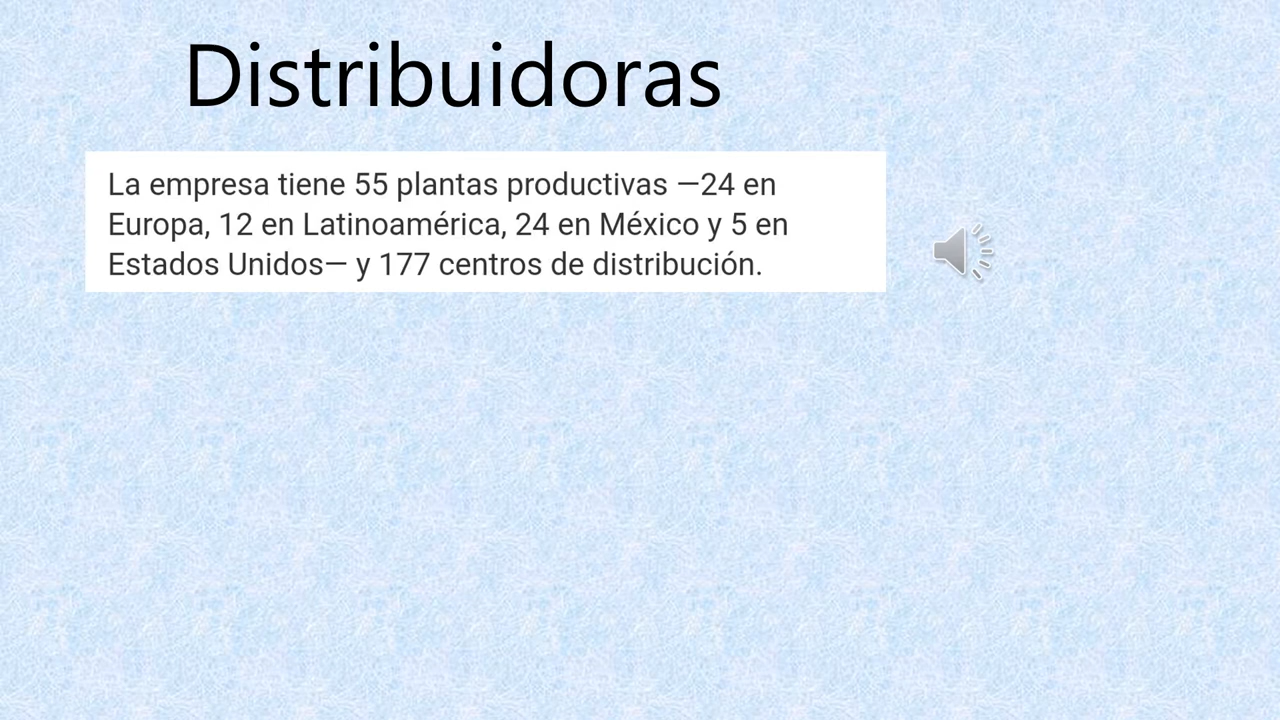 Distribuidoras
La empresa tiene 55 plantas productivas —24 en
Europa, 12 en Latinoamérica, 24 en México y 5 en
Estados Unidos— y 177 centros de distribución.